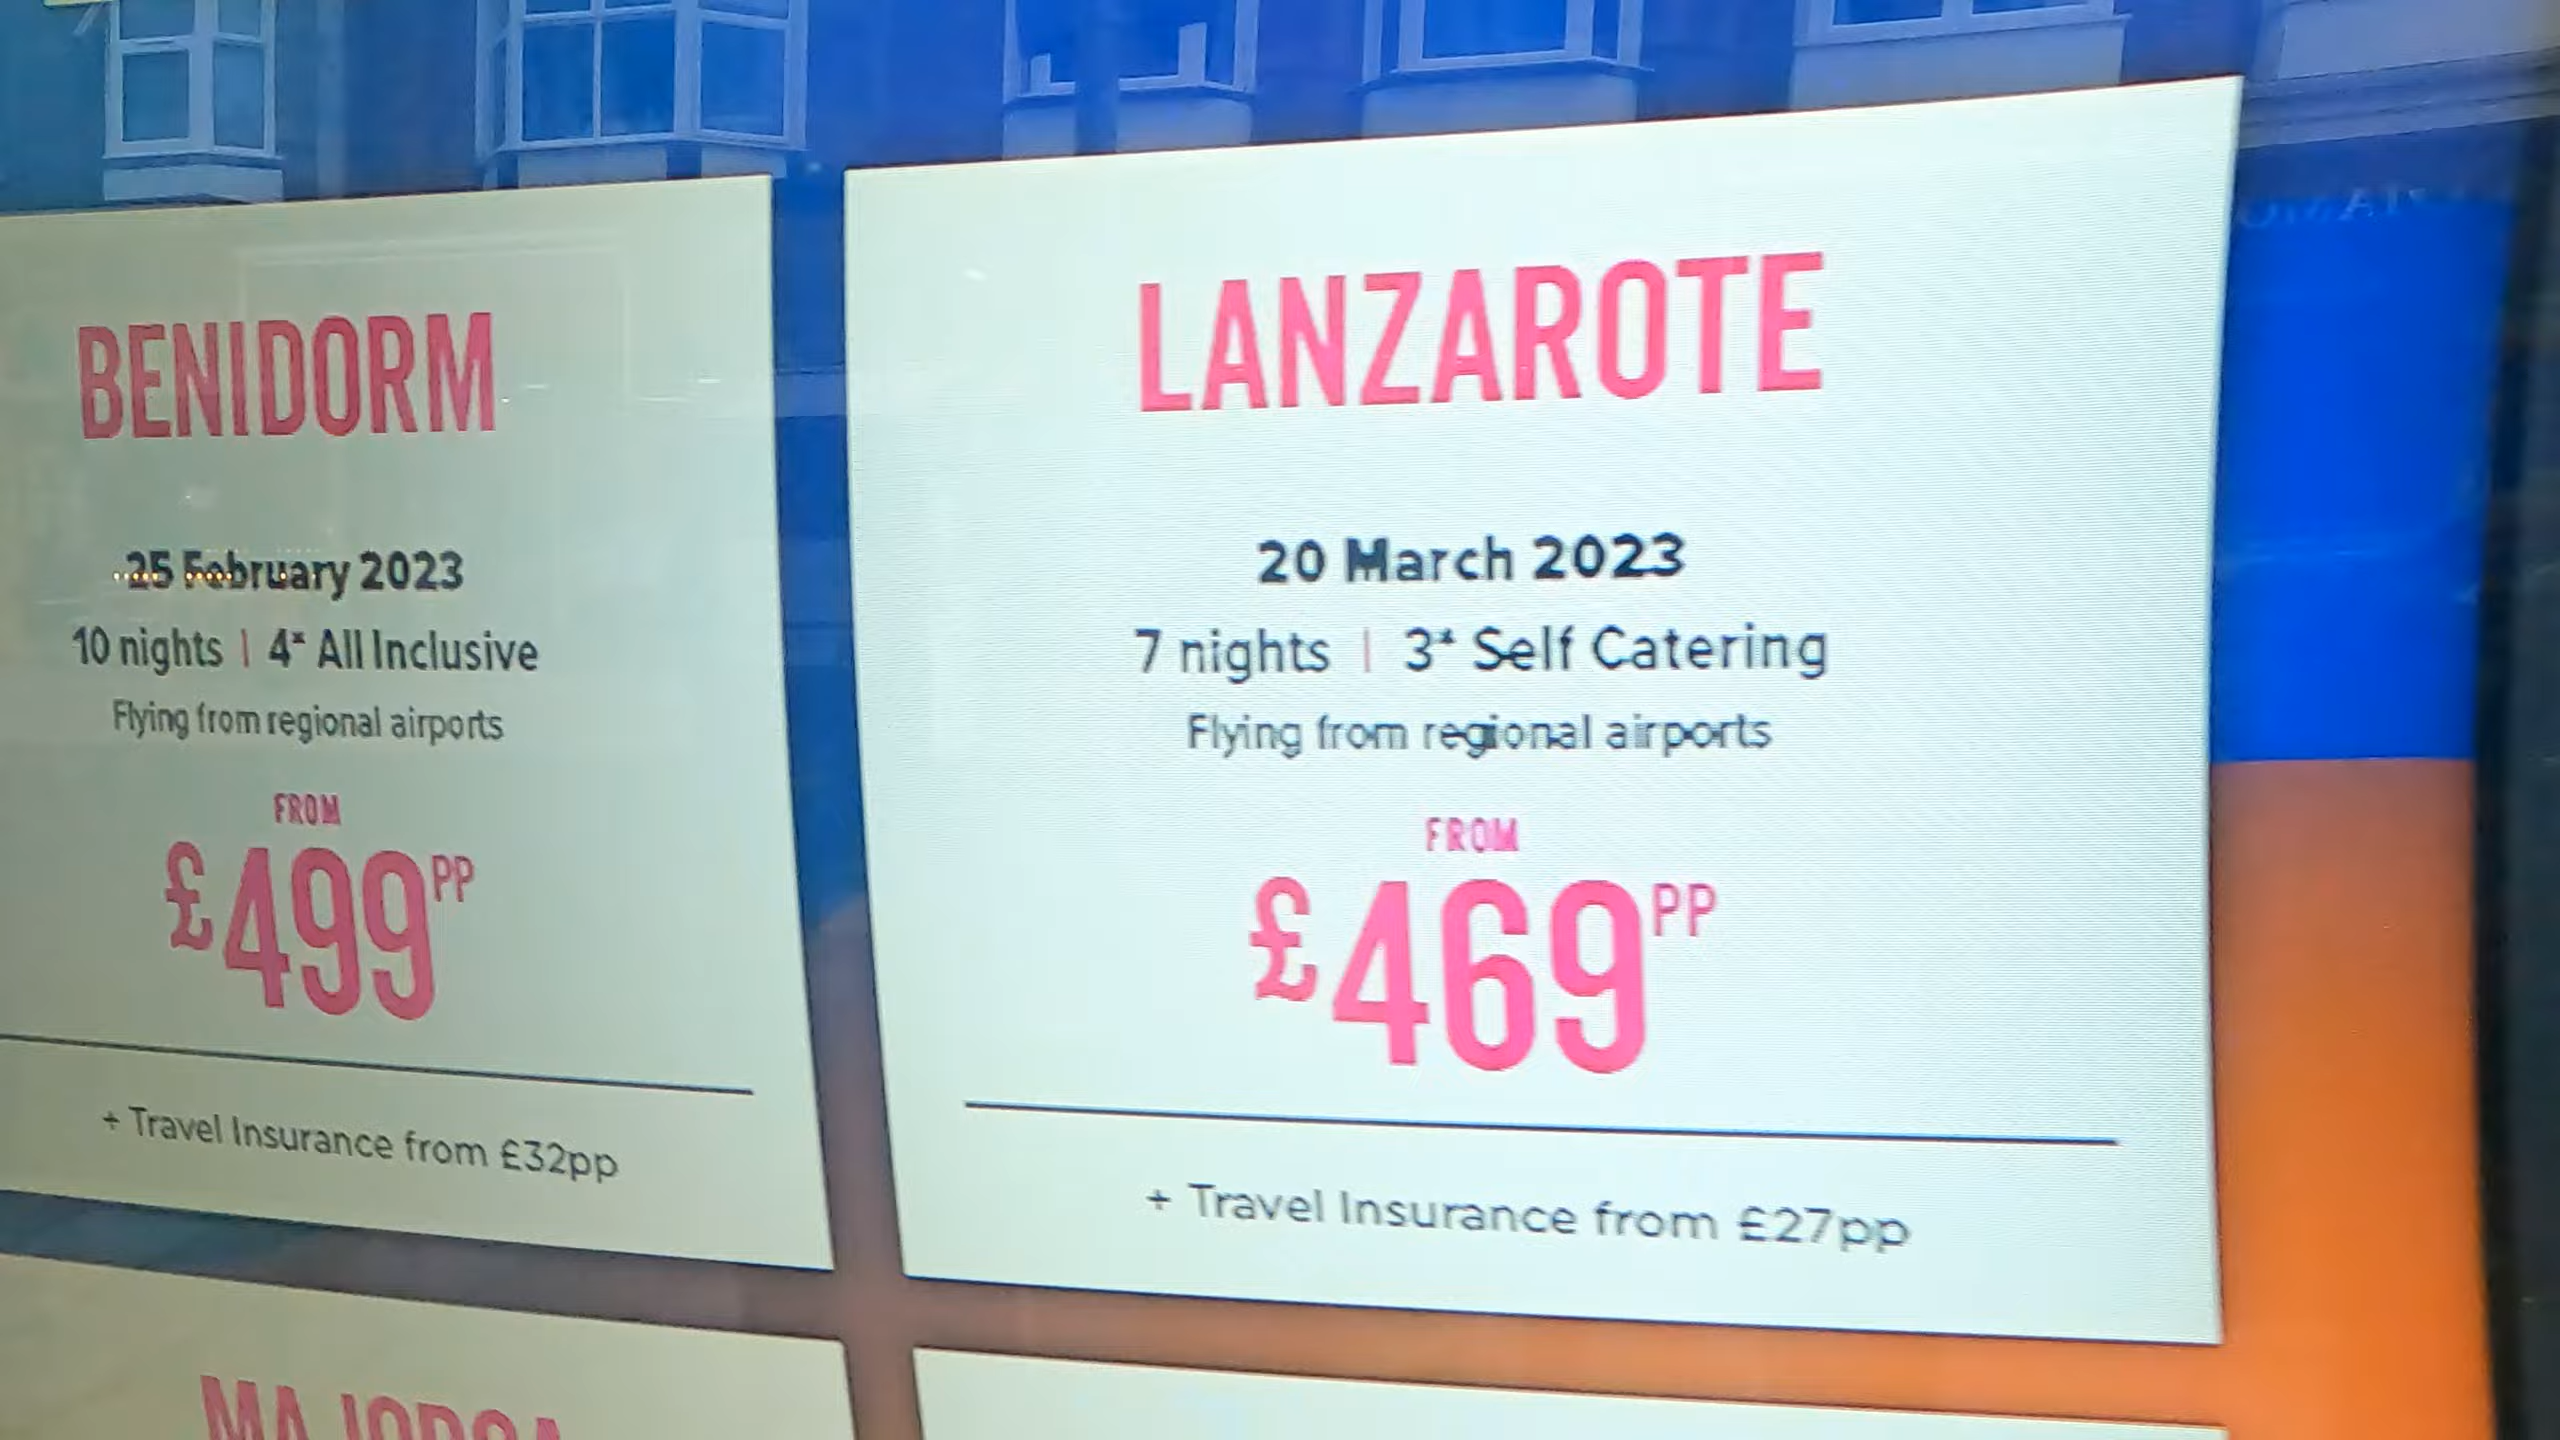 BENIDORM
25 February 2023
10 nights | 4* All Inclusive
Flying from regional airports
FROM
£499PP
+ Travel Insurance from £32pp
LANZAROTE
20 March 2023
7 nights | 3* Self Catering
Flying from regional airports
FROM
£469PP
+ Travel Insurance from £27pp
MAJORCA